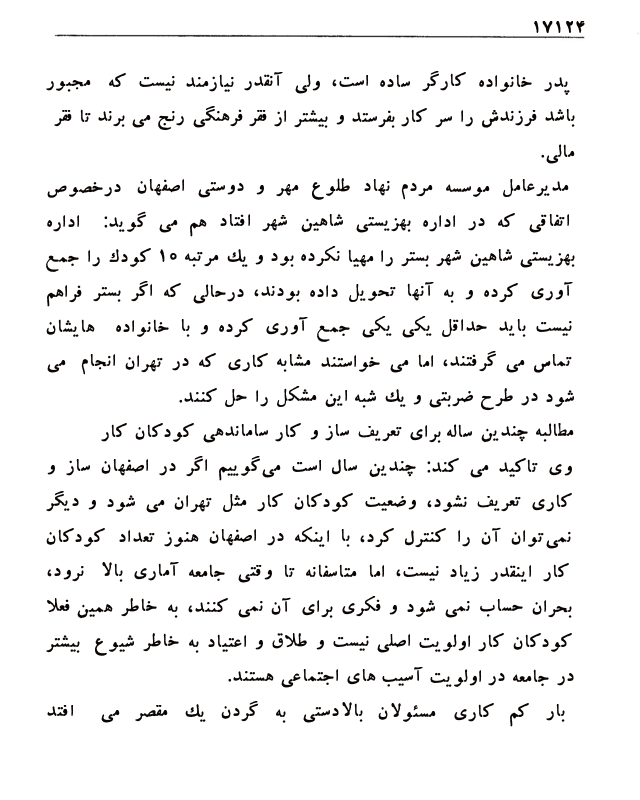 ۱۷۱۲۴
پدر خانواده کارگر ساده است، ولی آنقدر نیازمند نیست که مجبور
باشد فرزندش را سر کار بفرستد و بیشتر از فقر فرهنگی رنج می برند تا فقر
مالی.
مدیرعامل موسسه مردم نهاد طلوع مهر و دوستی اصفهان درخصوص
اتفاقی که در اداره بهزیستی شاهین شهر افتاد هم می گوید: اداره
بهزیستی شاهین شهر بستر را مهیا نکرده بود و یك مرتبه ۱۵ کودك را جمع
آوری کرده و به آنها تحویل داده بودند، درحالی که اگر بستر فراهم
نیست باید حداقل یکی یکی جمع آوری کرده و با خانواده هایشان
تماس می گرفتند، اما می خواستند مشابه کاری که در تهران انجام می
شود در طرح ضربتی و یك شبه این مشکل را حل کنند.
مطالبه چندین ساله برای تعریف ساز و کار ساماندهی کودکان کار
وی تاکید می کند: چندین سال است می‌گوییم اگر در اصفهان ساز و
کاری تعریف نشود، وضعیت کودکان کار مثل تهران می شود و دیگر
نمی‌توان آن را کنترل کرد، با اینکه در اصفهان هنوز تعداد کودکان
کار اینقدر زیاد نیست، اما متاسفانه تا وقتی جامعه آماری بالا نرود،
بحران حساب نمی شود و فکری برای آن نمی کنند، به خاطر همین فعلا
کودکان کار اولویت اصلی نیست و طلاق و اعتیاد به خاطر شیوع بیشتر
در جامعه در اولویت آسیب های اجتماعی هستند.
بار کم کاری مسئولان بالادستی به گردن یك مقصر می افتد